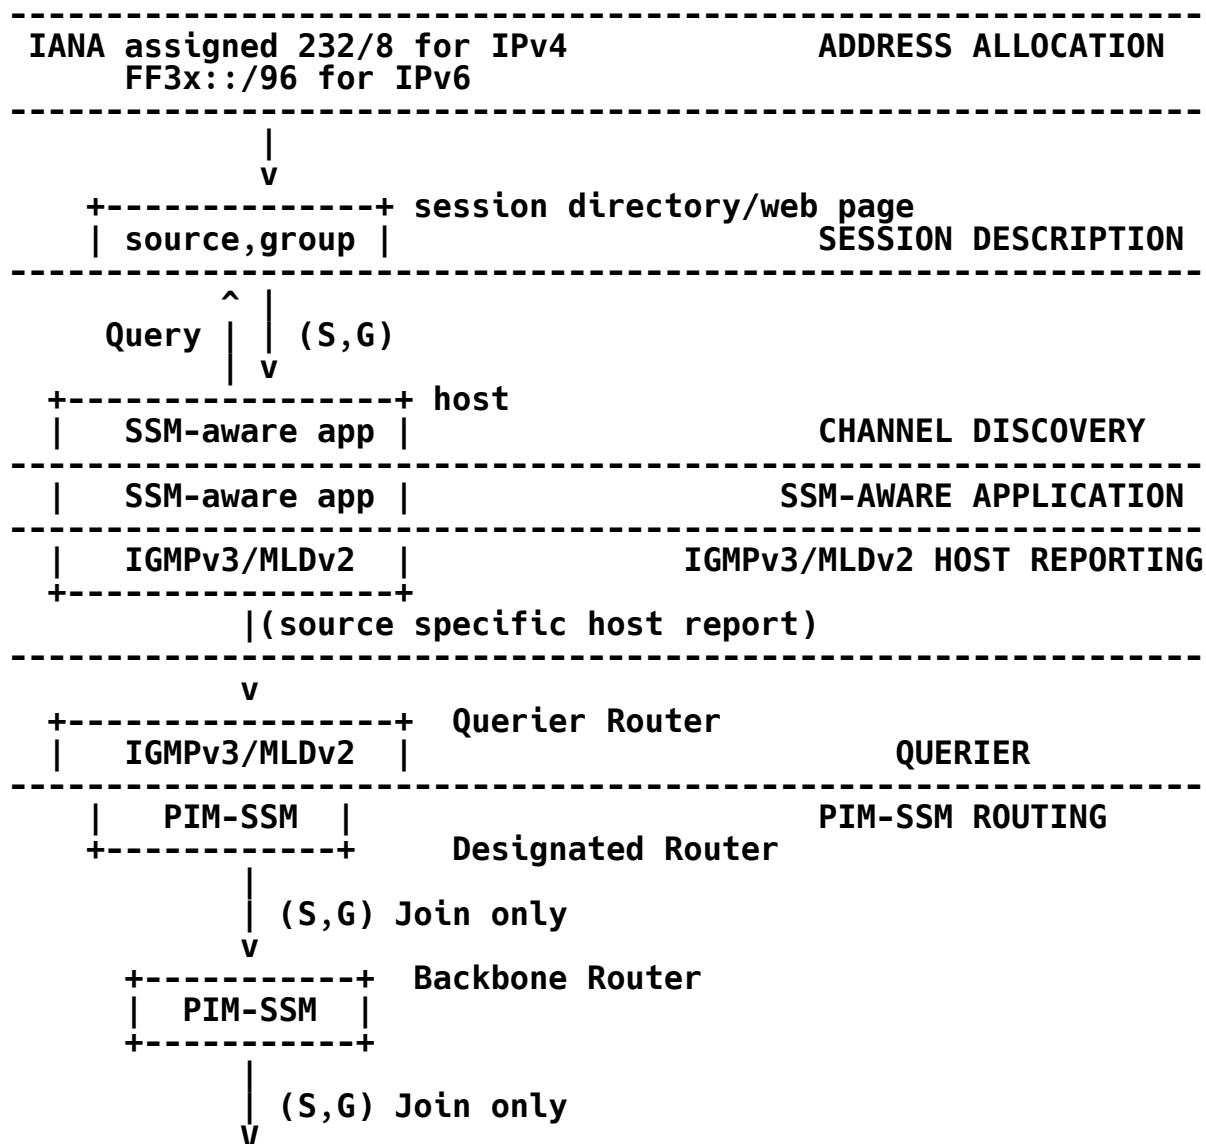 --------------------------------------------------------------
 IANA assigned 232/8 for IPv4             ADDRESS ALLOCATION
      FF3x::/96 for IPv6
--------------------------------------------------------------
             |
             v
    +--------------+ session directory/web page
    | source,group |                      SESSION DESCRIPTION
--------------------------------------------------------------
           ^ |
     Query | | (S,G)
           | v
  +-----------------+ host
  |   SSM-aware app |                     CHANNEL DISCOVERY
--------------------------------------------------------------
  |   SSM-aware app |                   SSM-AWARE APPLICATION
--------------------------------------------------------------
  |   IGMPv3/MLDv2  |              IGMPv3/MLDv2 HOST REPORTING
  +-----------------+
            |(source specific host report)
--------------------------------------------------------------
            v
  +-----------------+  Querier Router
  |   IGMPv3/MLDv2  |                         QUERIER
--------------------------------------------------------------
    |   PIM-SSM  |                        PIM-SSM ROUTING
    +------------+     Designated Router
            |
            | (S,G) Join only
            v
      +-----------+  Backbone Router
      |  PIM-SSM  |
      +-----------+
            |
            | (S,G) Join only
            V